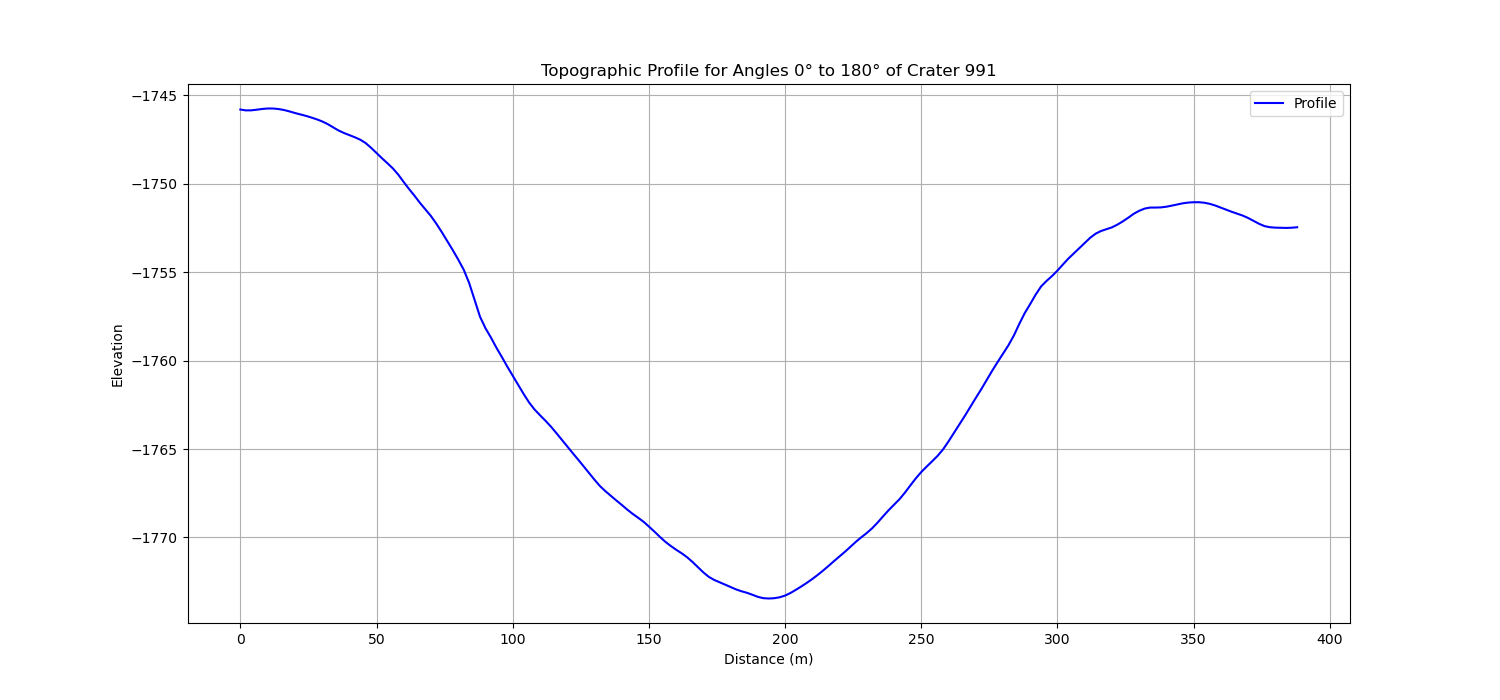 Topographic Profile for Angles 0° to 180° of Crater 991
Profile
Elevation
−1745
−1750
−1755
−1760
−1765
−1770
0 50 100 150 200 250 300 350 400
Distance (m)